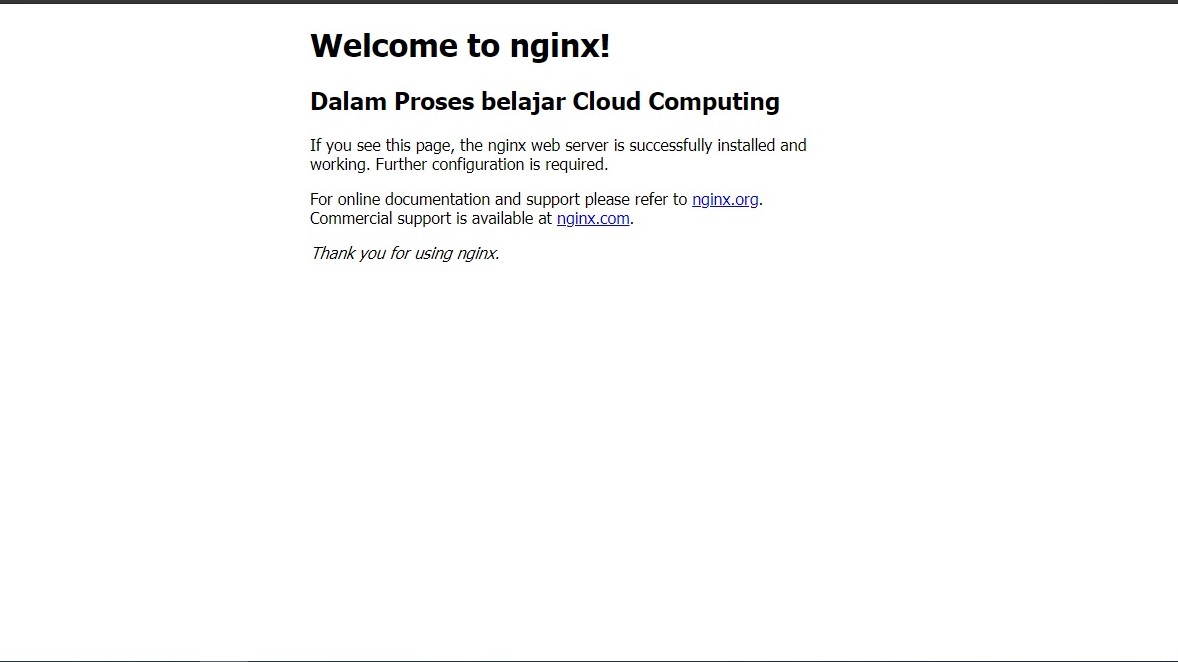 Welcome to nginx!
Dalam Proses belajar Cloud Computing
If you see this page, the nginx web server is successfully installed and
working. Further configuration is required.
For online documentation and support please refer to nginx.org.
Commercial support is available at nginx.com.
Thank you for using nginx.